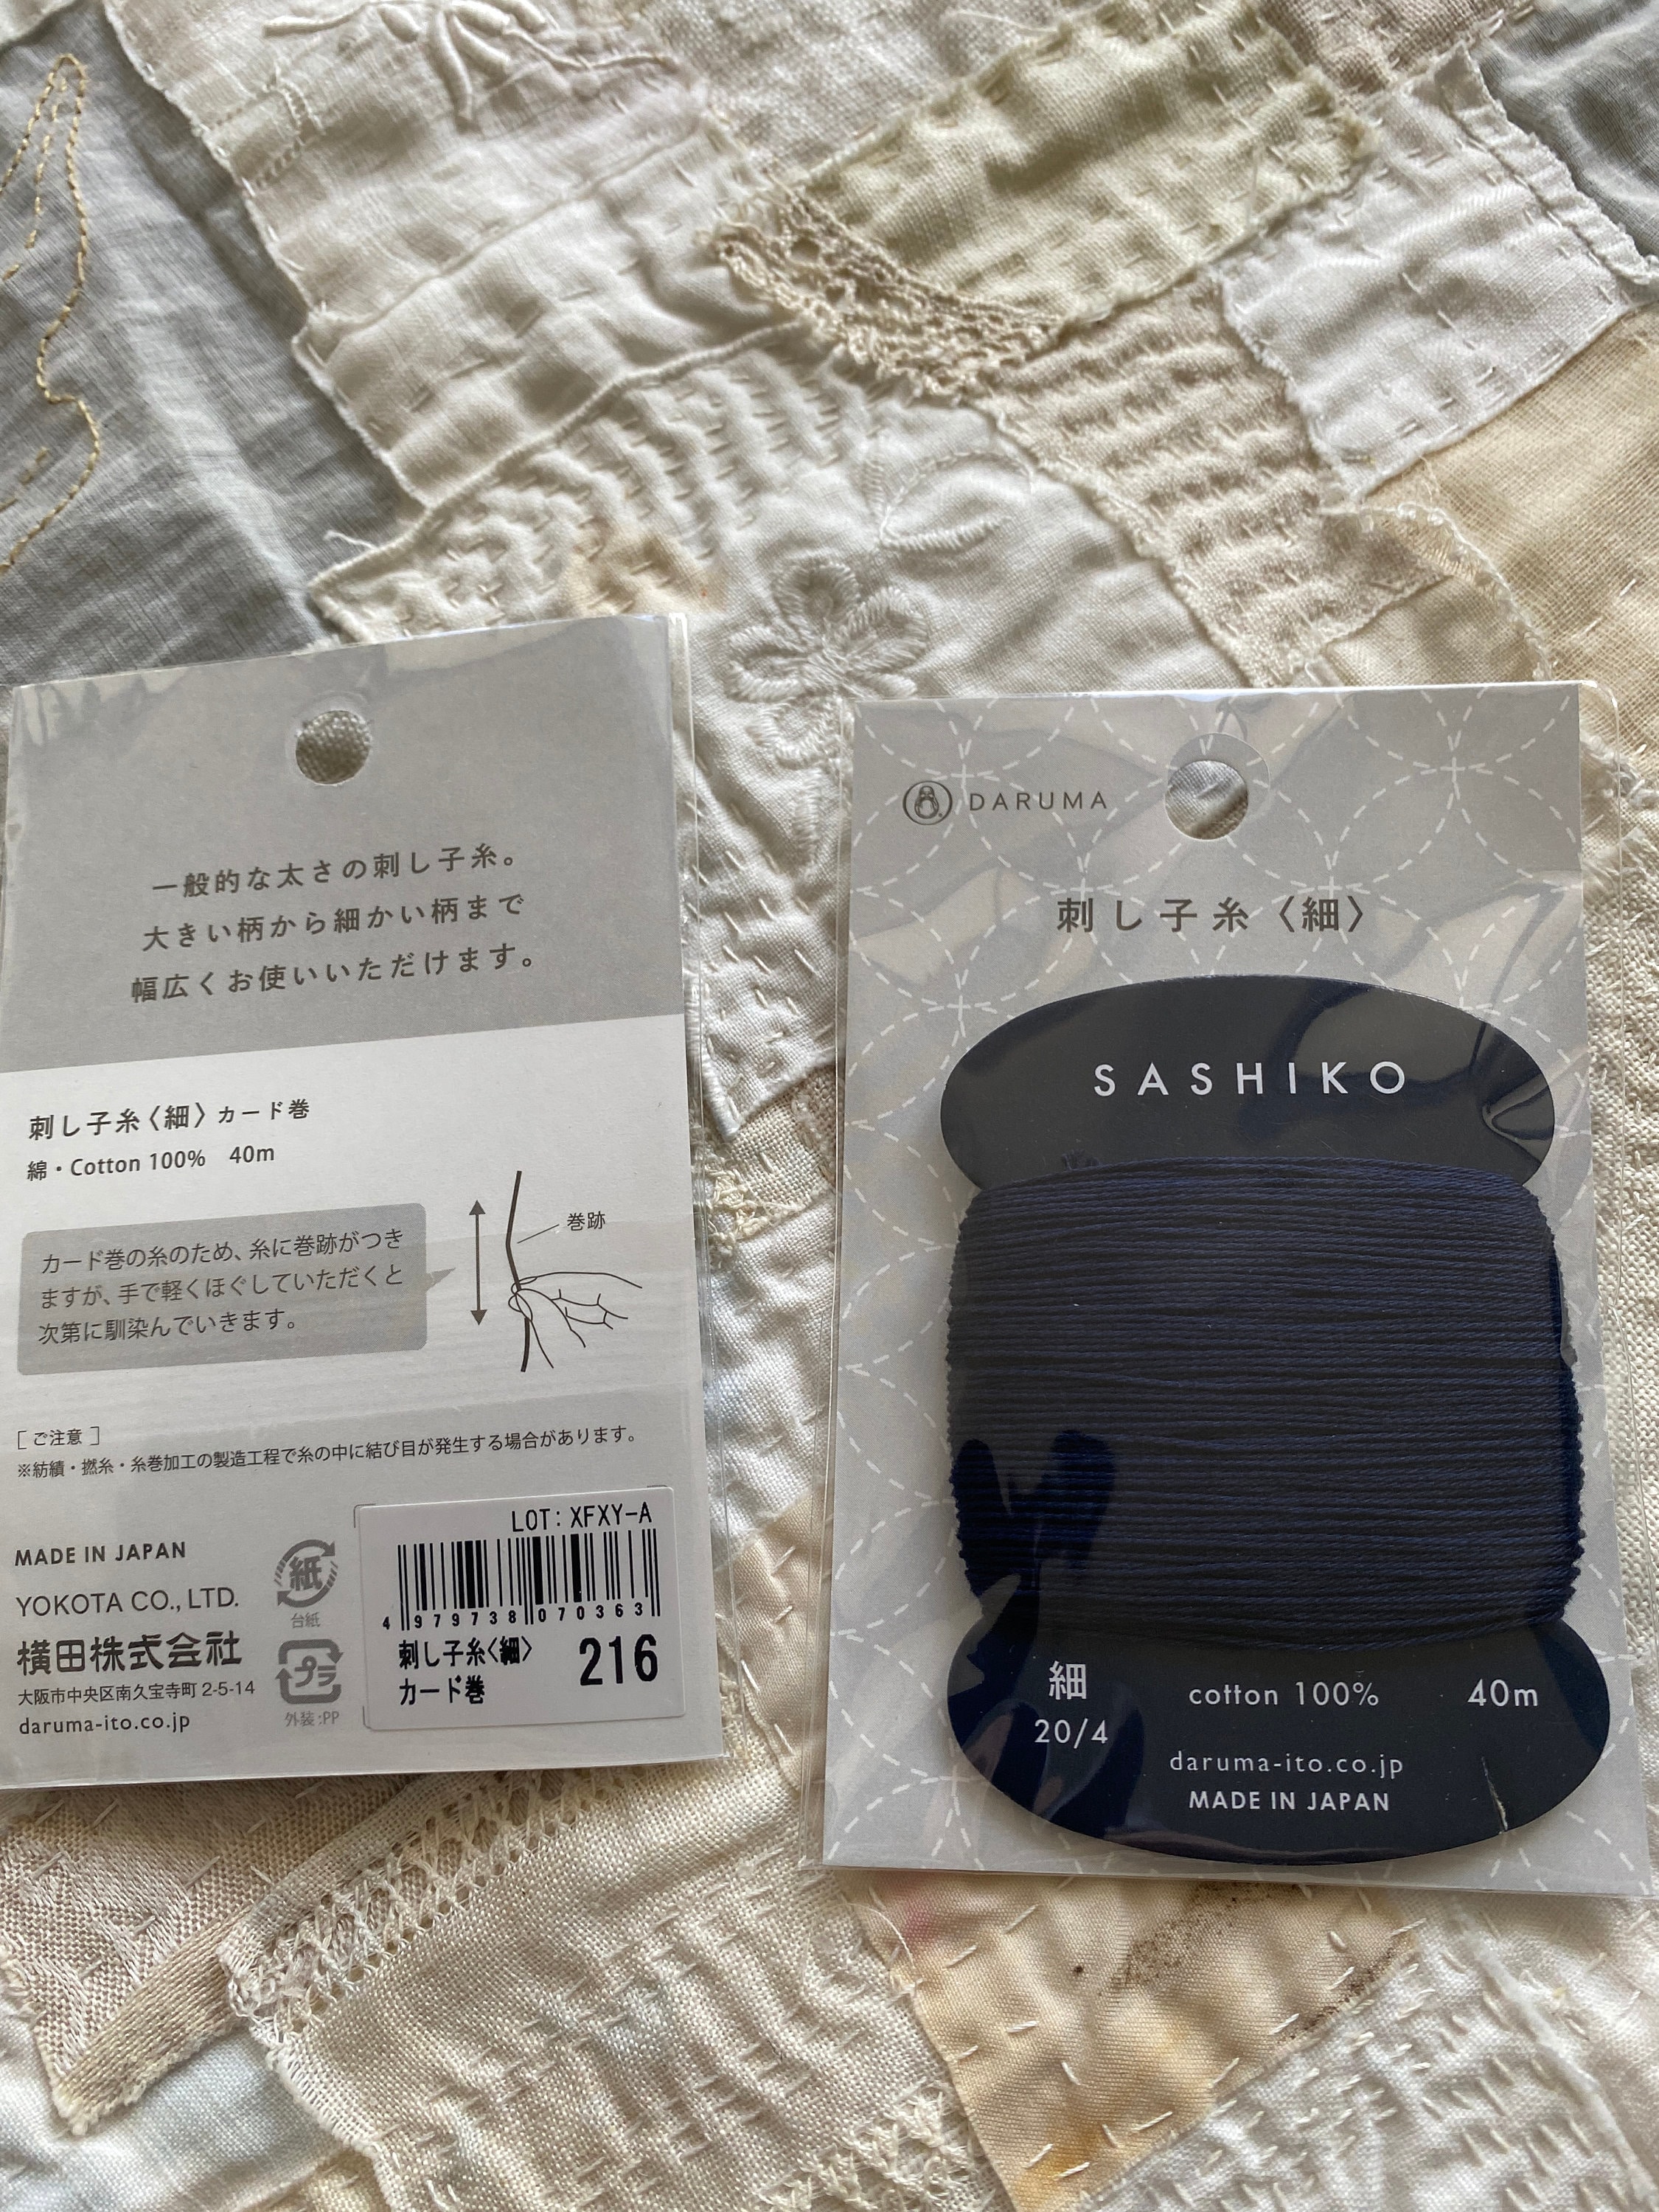 一般的な太さの刺し子糸。
大きい柄から細かい柄まで
幅広くお使いいただけます。
刺し子糸〈細〉カード巻
綿・Cotton 100%　40m
カード巻の糸のため、糸に巻跡がつき
ますが、手で軽くほぐしていただくと
次第に馴染んでいきます。
巻跡
［ご注意］
※紡績・撚糸・糸巻加工の製造工程で糸の中に結び目が発生する場合があります。
MADE IN JAPAN
YOKOTA CO., LTD.
横田株式会社
大阪市中央区南久宝寺町 2-5-14
daruma-ito.co.jp
紙
台紙
プラ
外装:PP
LOT: XFXY-A
4 979738 070363
刺し子糸〈細〉
カード巻
216
DARUMA
刺し子糸〈細〉
SASHIKO
細
20/4
cotton 100%
40m
daruma-ito.co.jp
MADE IN JAPAN